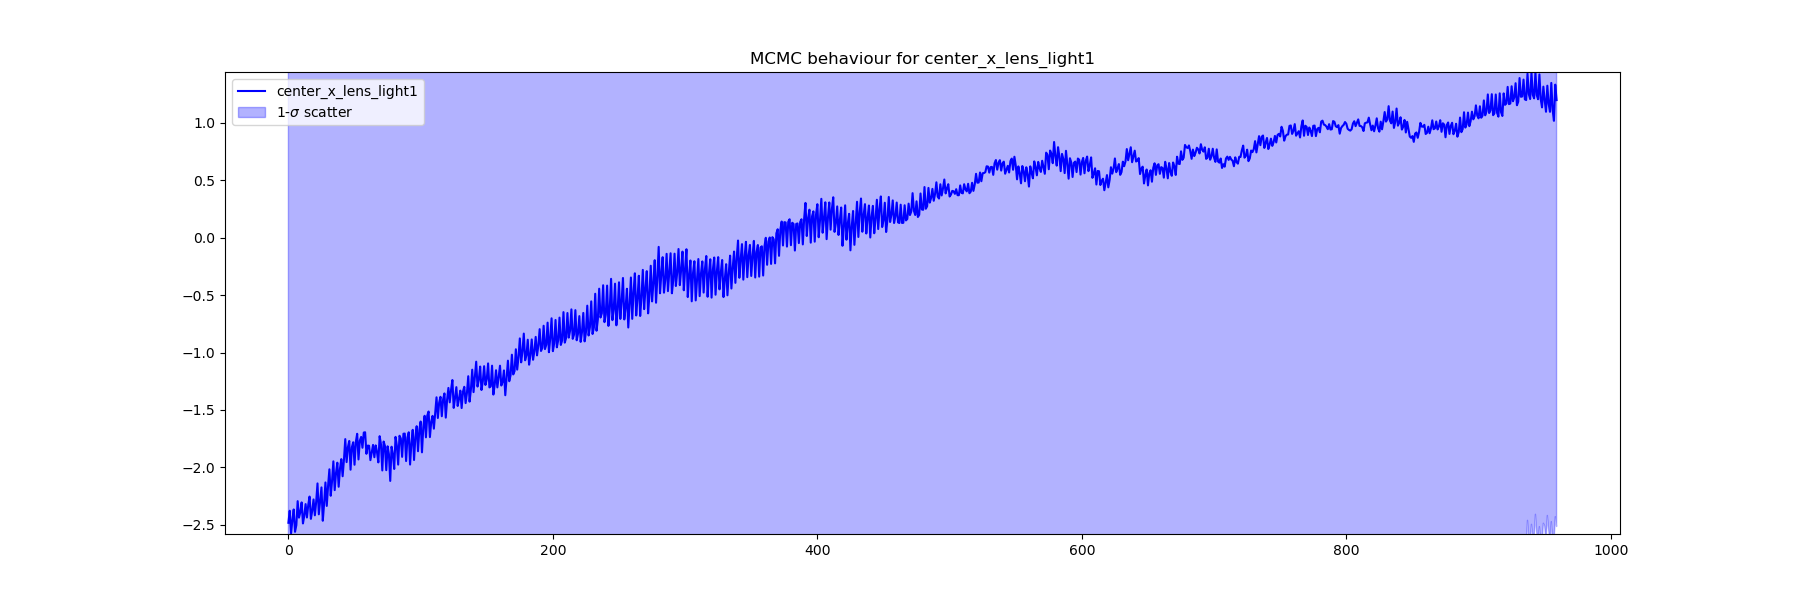 MCMC behaviour for center_x_lens_light1
center_x_lens_light1
1-σ scatter
1.0
0.5
0.0
−0.5
−1.0
−1.5
−2.0
−2.5
0 200 400 600 800 1000